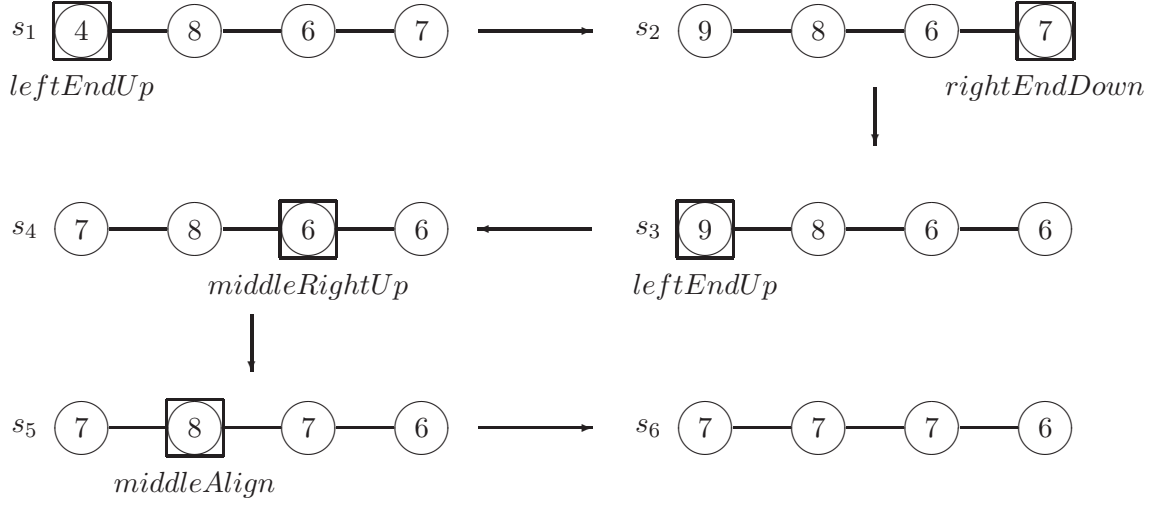 s₁ 4 8 6 7 s₂ 9 8 6 7
leftEndUp rightEndDown
s₄ 7 8 6 6 s₃ 9 8 6 6
middleRightUp leftEndUp
s₅ 7 8 7 6 s₆ 7 7 7 6
middleAlign